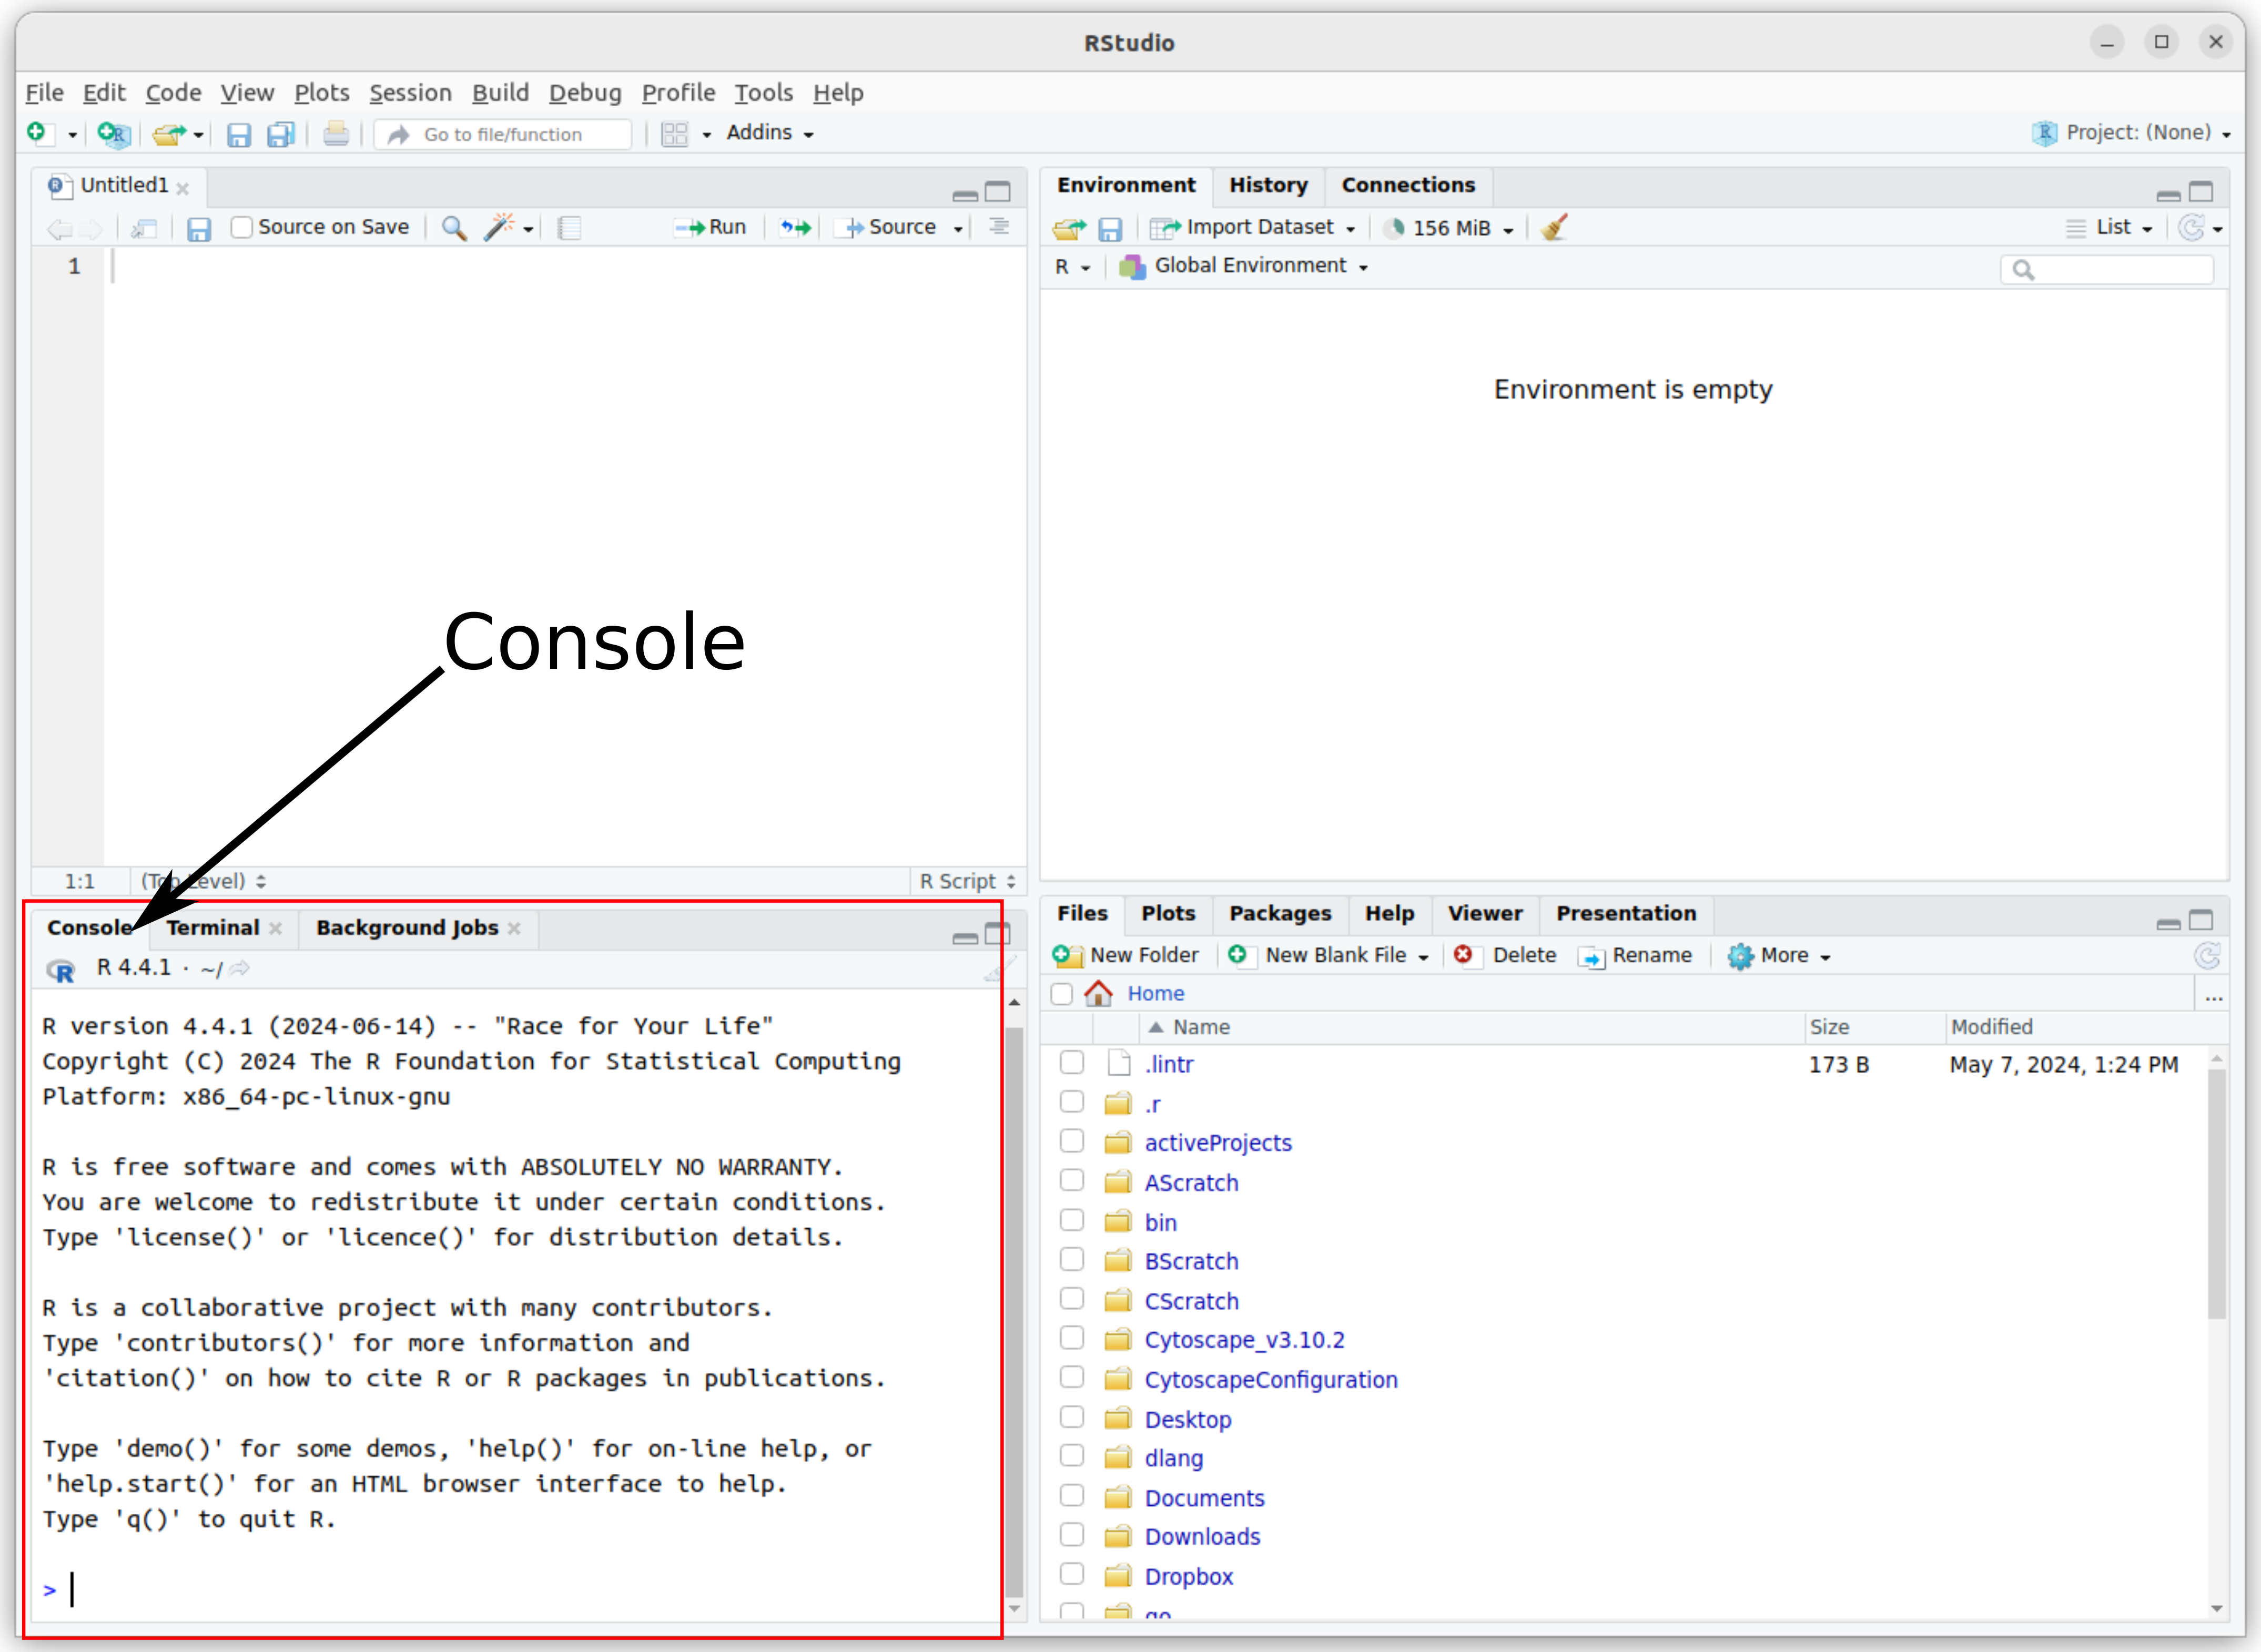 RStudio
File Edit Code View Plots Session Build Debug Profile Tools Help
Go to file/function Addins Project: (None)
Untitled1
Source on Save Run Source
1
Console
1:1 (Top Level) R Script
Environment History Connections
Import Dataset 156 MiB List
R Global Environment
Environment is empty
Console Terminal Background Jobs
R 4.4.1 · ~/
R version 4.4.1 (2024-06-14) -- "Race for Your Life"
Copyright (C) 2024 The R Foundation for Statistical Computing
Platform: x86_64-pc-linux-gnu
R is free software and comes with ABSOLUTELY NO WARRANTY.
You are welcome to redistribute it under certain conditions.
Type 'license()' or 'licence()' for distribution details.
R is a collaborative project with many contributors.
Type 'contributors()' for more information and
'citation()' on how to cite R or R packages in publications.
Type 'demo()' for some demos, 'help()' for on-line help, or
'help.start()' for an HTML browser interface to help.
Type 'q()' to quit R.
>
Files Plots Packages Help Viewer Presentation
New Folder New Blank File Delete Rename More
Home ...
Name Size Modified
.lintr 173 B May 7, 2024, 1:24 PM
.r
activeProjects
AScratch
bin
BScratch
CScratch
Cytoscape_v3.10.2
CytoscapeConfiguration
Desktop
dlang
Documents
Downloads
Dropbox